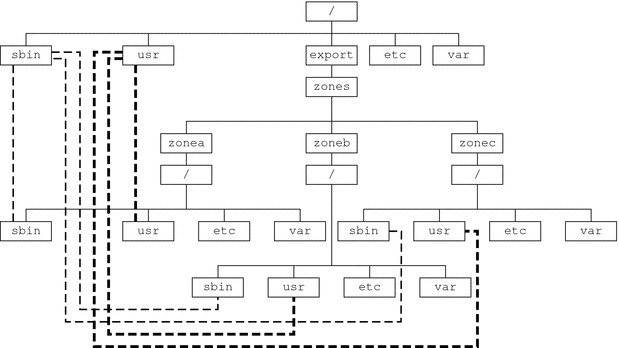 /
sbin usr export etc var
zones
zonea zoneb zonec
/ / /
sbin usr etc var sbin usr etc var
sbin usr etc var